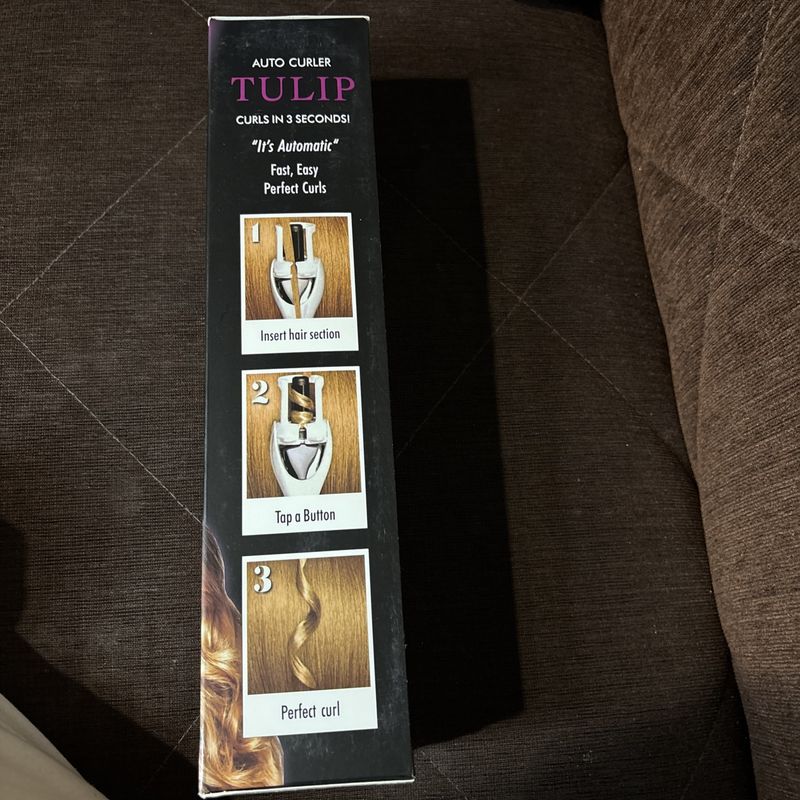 AUTO CURLER
TULIP
CURLS IN 3 SECONDS!
"It's Automatic"
Fast, Easy
Perfect Curls
1
Insert hair section
2
Tap a Button
3
Perfect curl